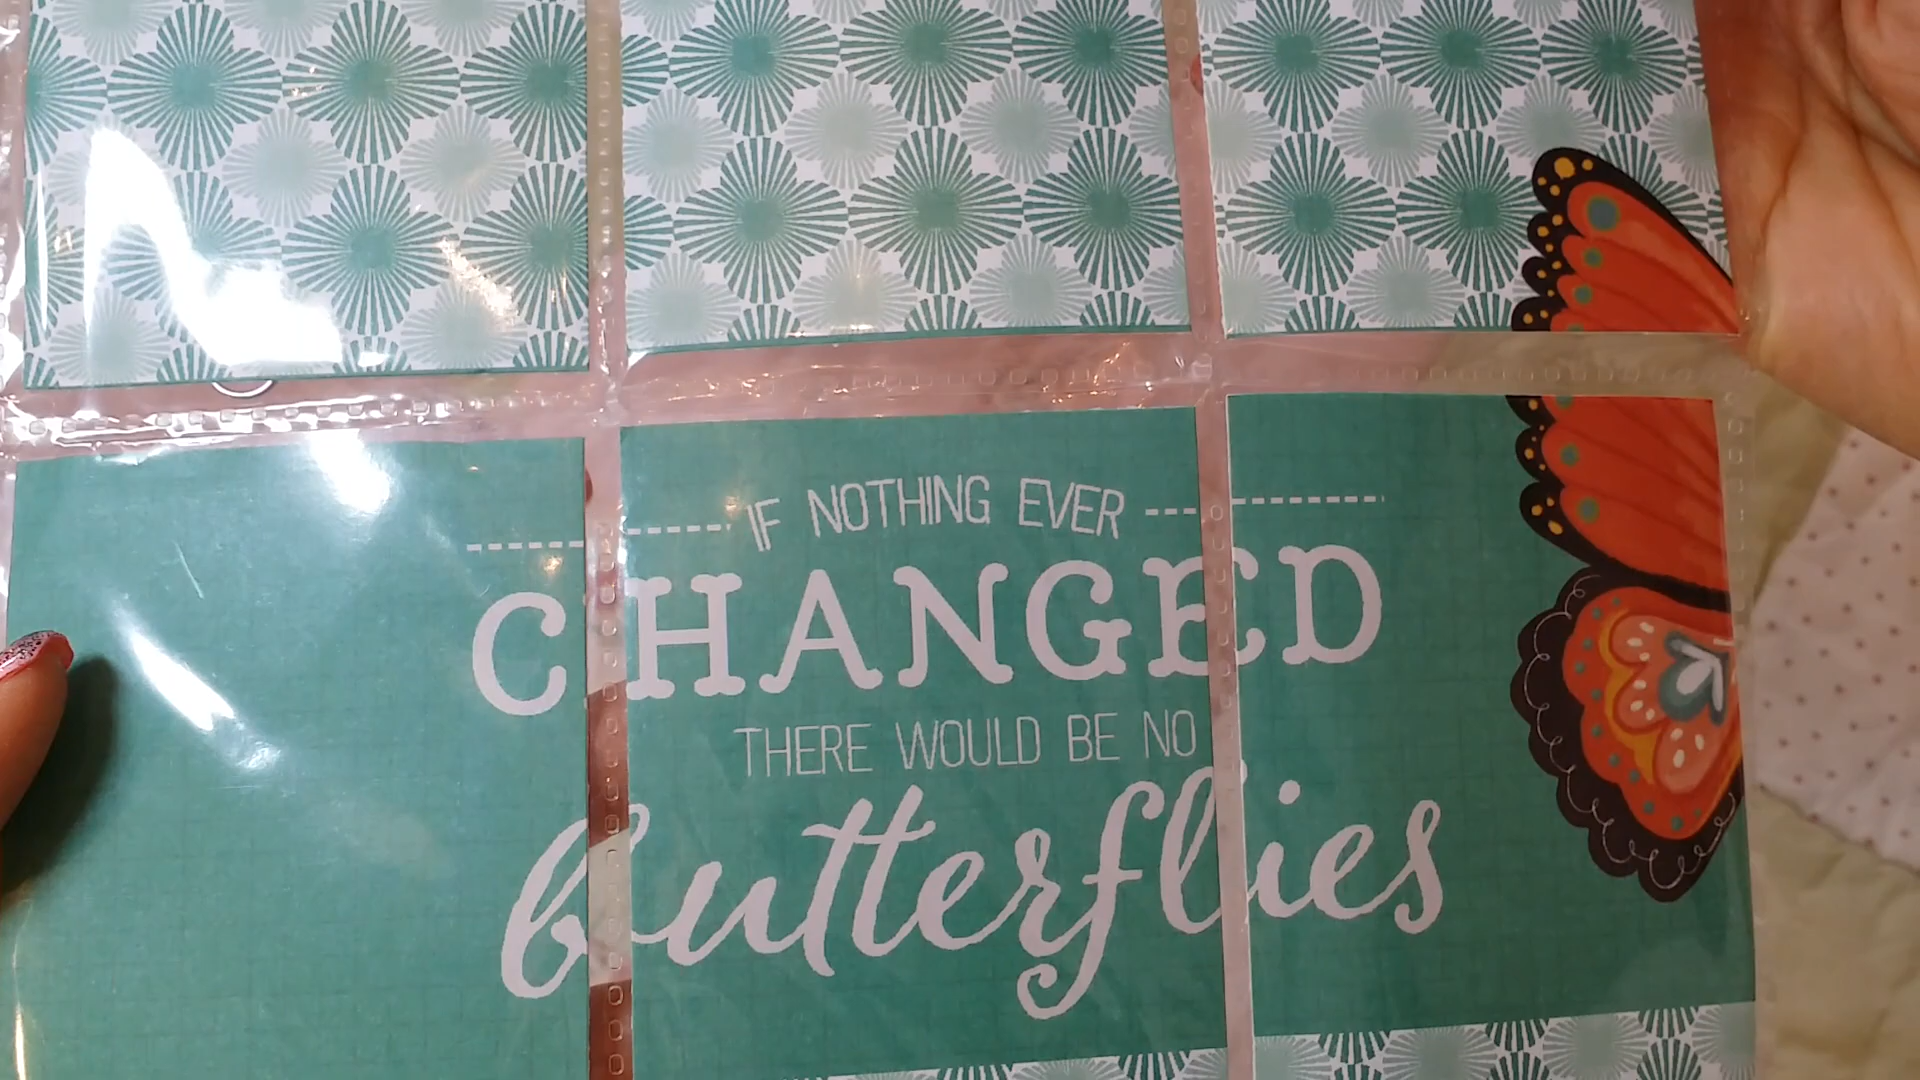 IF NOTHING EVER
CHANGED
THERE WOULD BE NO
butterflies